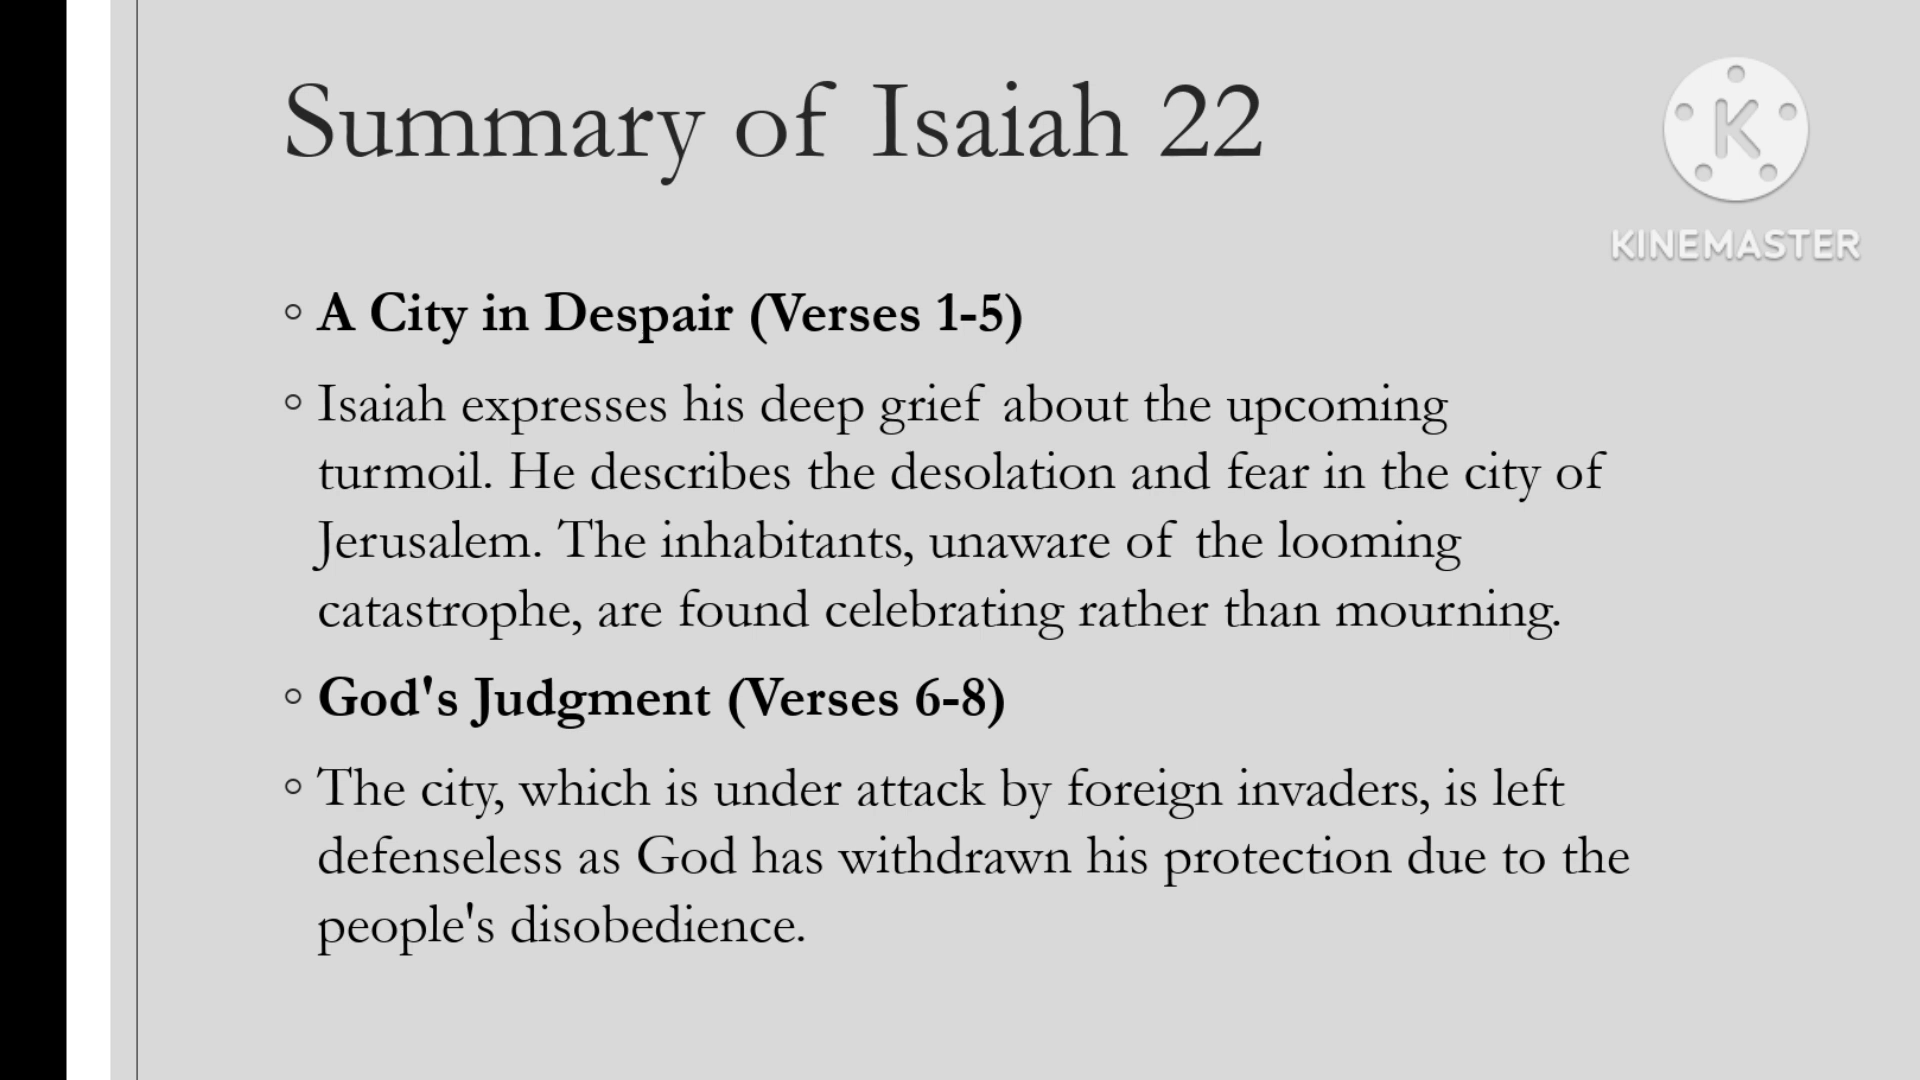 Summary of Isaiah 22
K
KINEMASTER
◦ A City in Despair (Verses 1-5)
◦ Isaiah expresses his deep grief about the upcoming
turmoil. He describes the desolation and fear in the city of
Jerusalem. The inhabitants, unaware of the looming
catastrophe, are found celebrating rather than mourning.
◦ God's Judgment (Verses 6-8)
◦ The city, which is under attack by foreign invaders, is left
defenseless as God has withdrawn his protection due to the
people's disobedience.